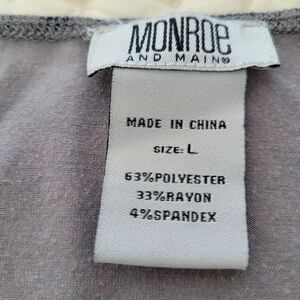 MONROE
AND MAIN®
MADE IN CHINA
SIZE: L
63%POLYESTER
33%RAYON
4%SPANDEX